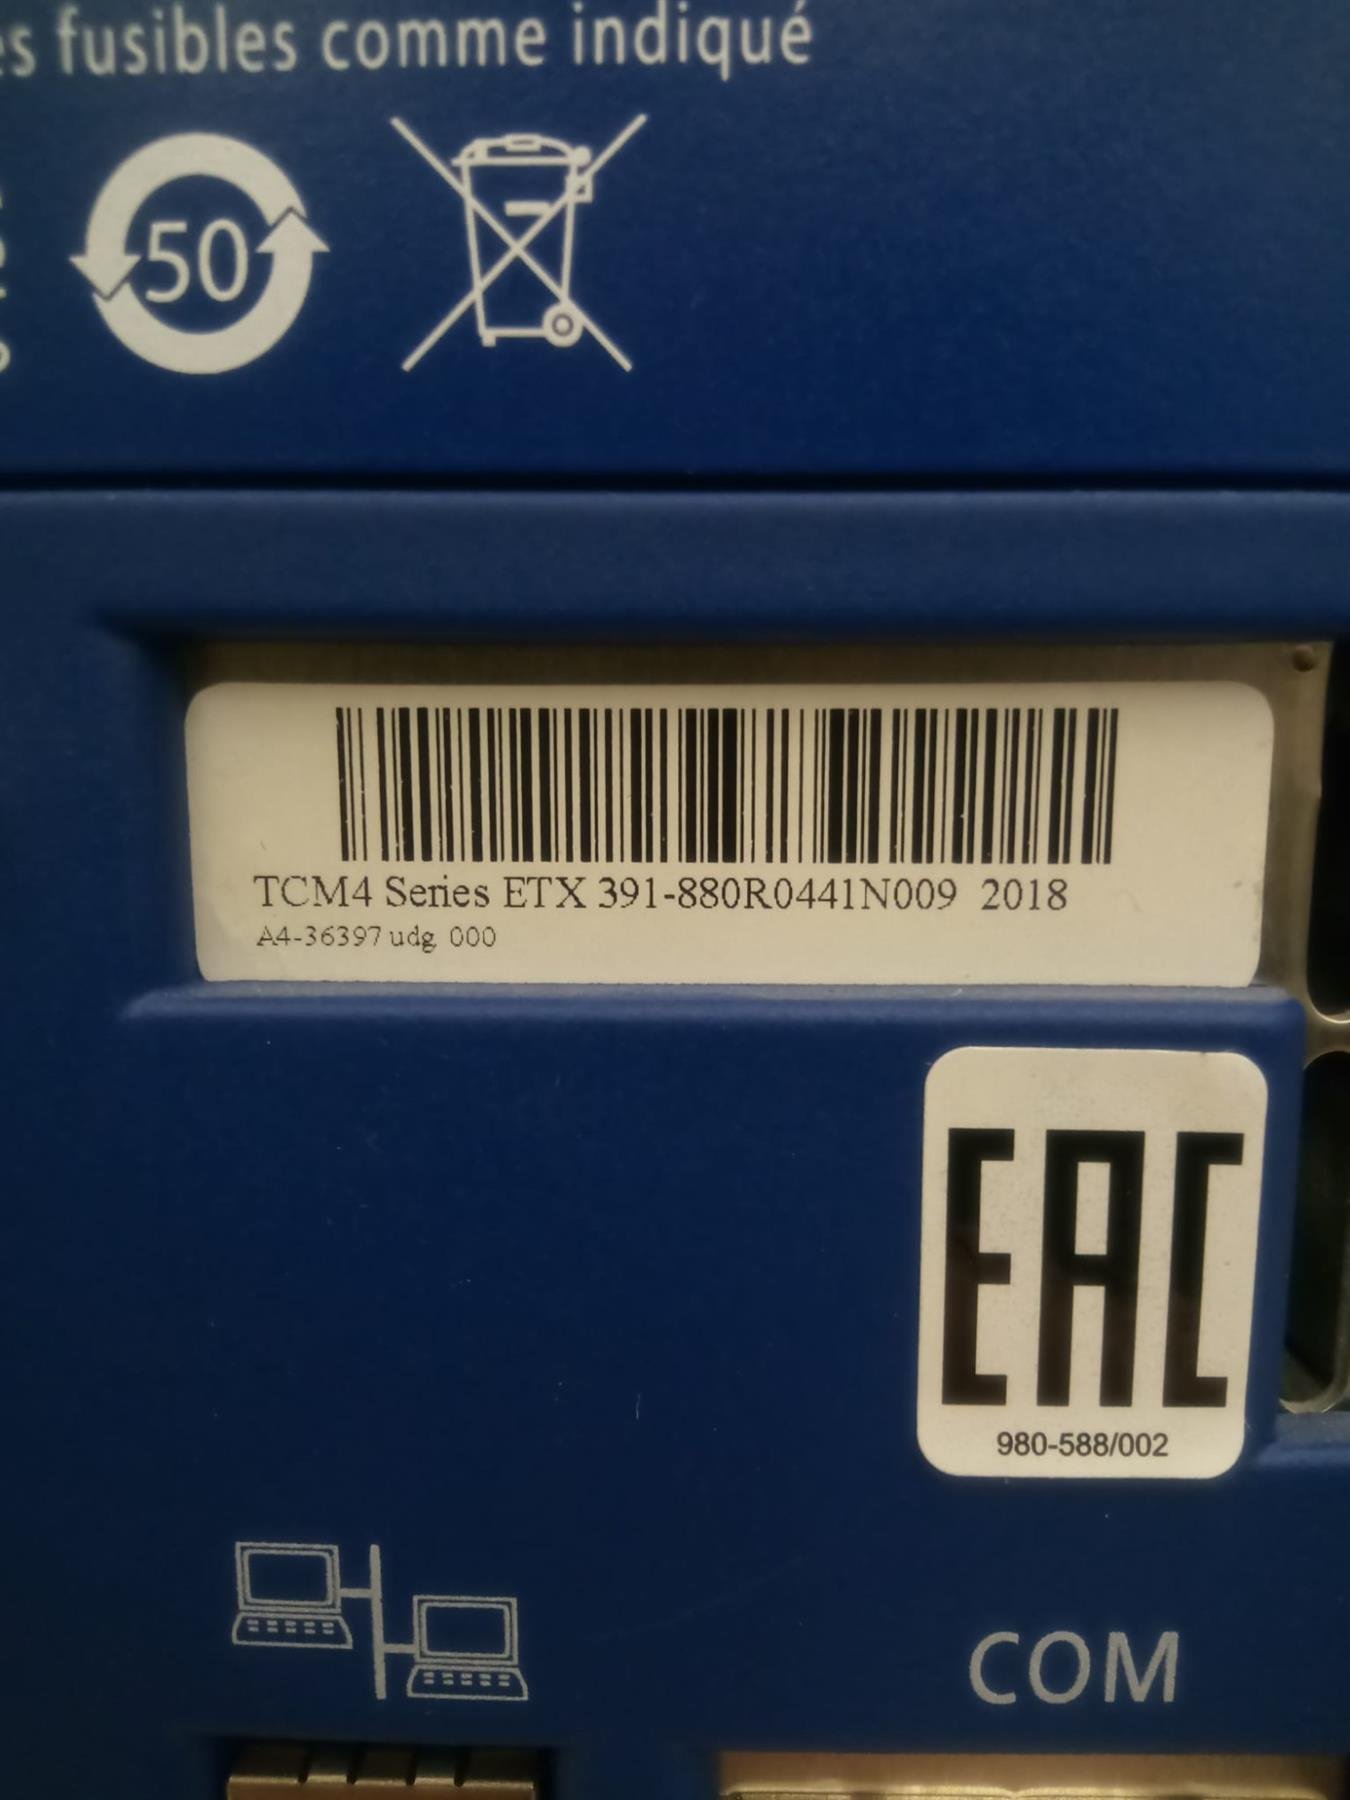 es fusibles comme indiqué
50
TCM4 Series ETX 391-880R0441N009 2018
A4-36397 udg. 000
EAC
980-588/002
COM